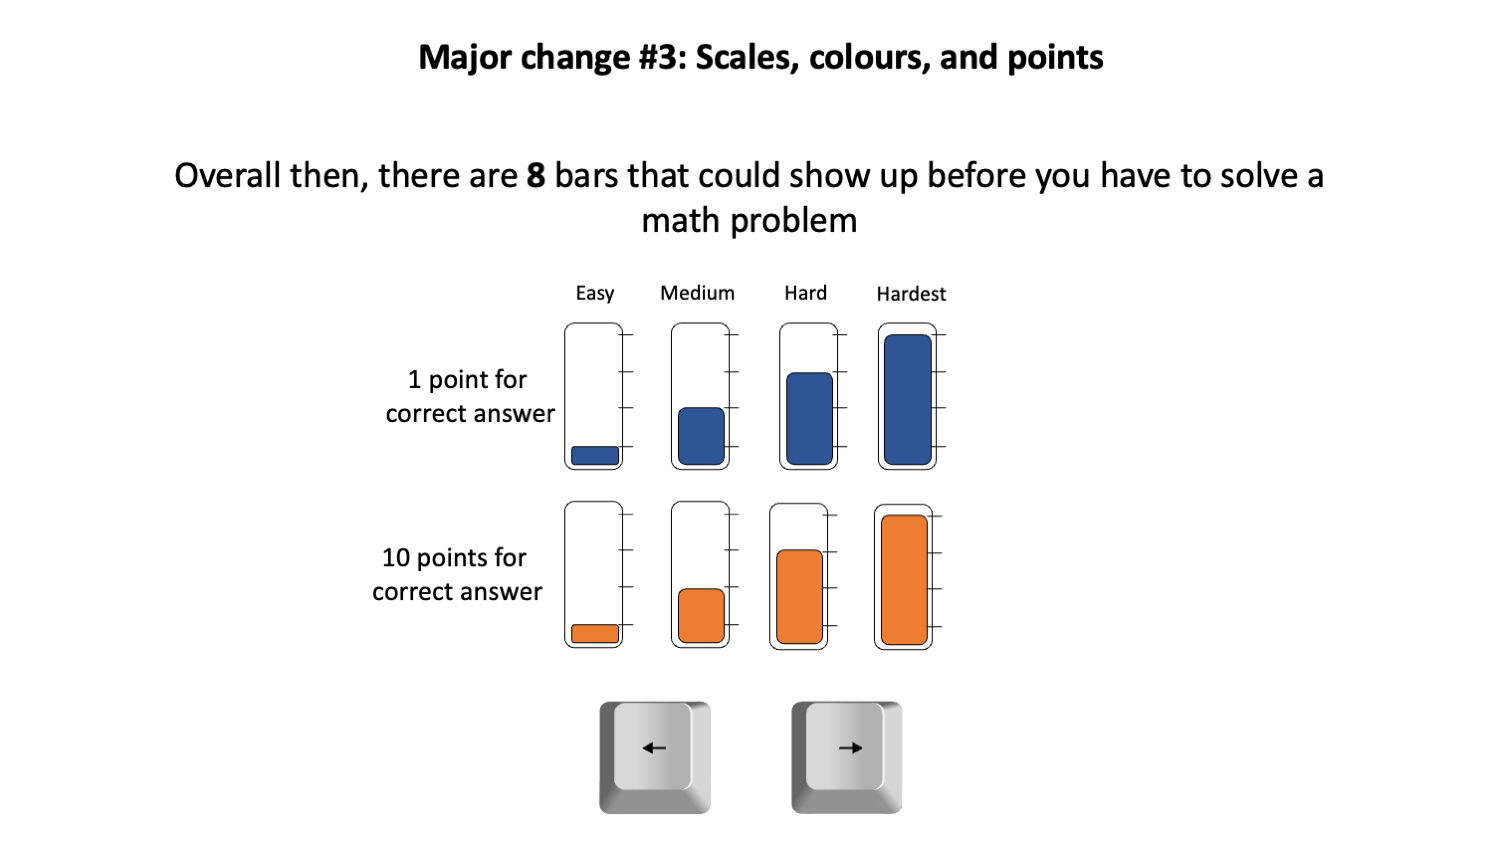 Major change #3: Scales, colours, and points
Overall then, there are 8 bars that could show up before you have to solve a
math problem
Easy Medium Hard Hardest
1 point for
correct answer
10 points for
correct answer
← →